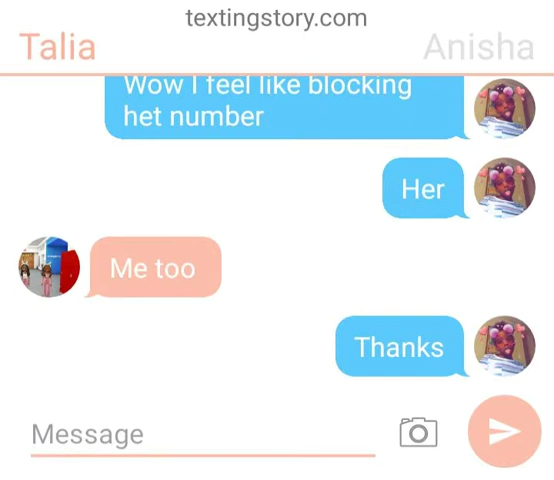 textingstory.com
Talia
Anisha
Wow I feel like blocking
het number
Her
Me too
Thanks
Message